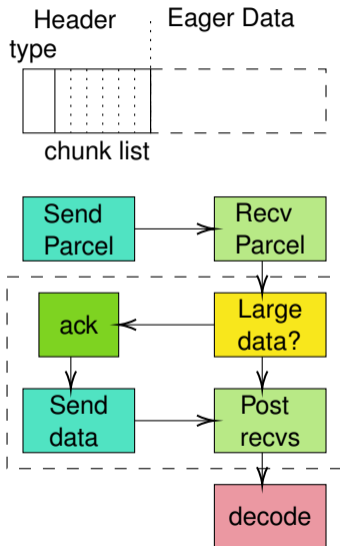 Header
Eager Data
type
chunk list
Send
Parcel
Recv
Parcel
ack
Large
data?
Send
data
Post
recvs
decode